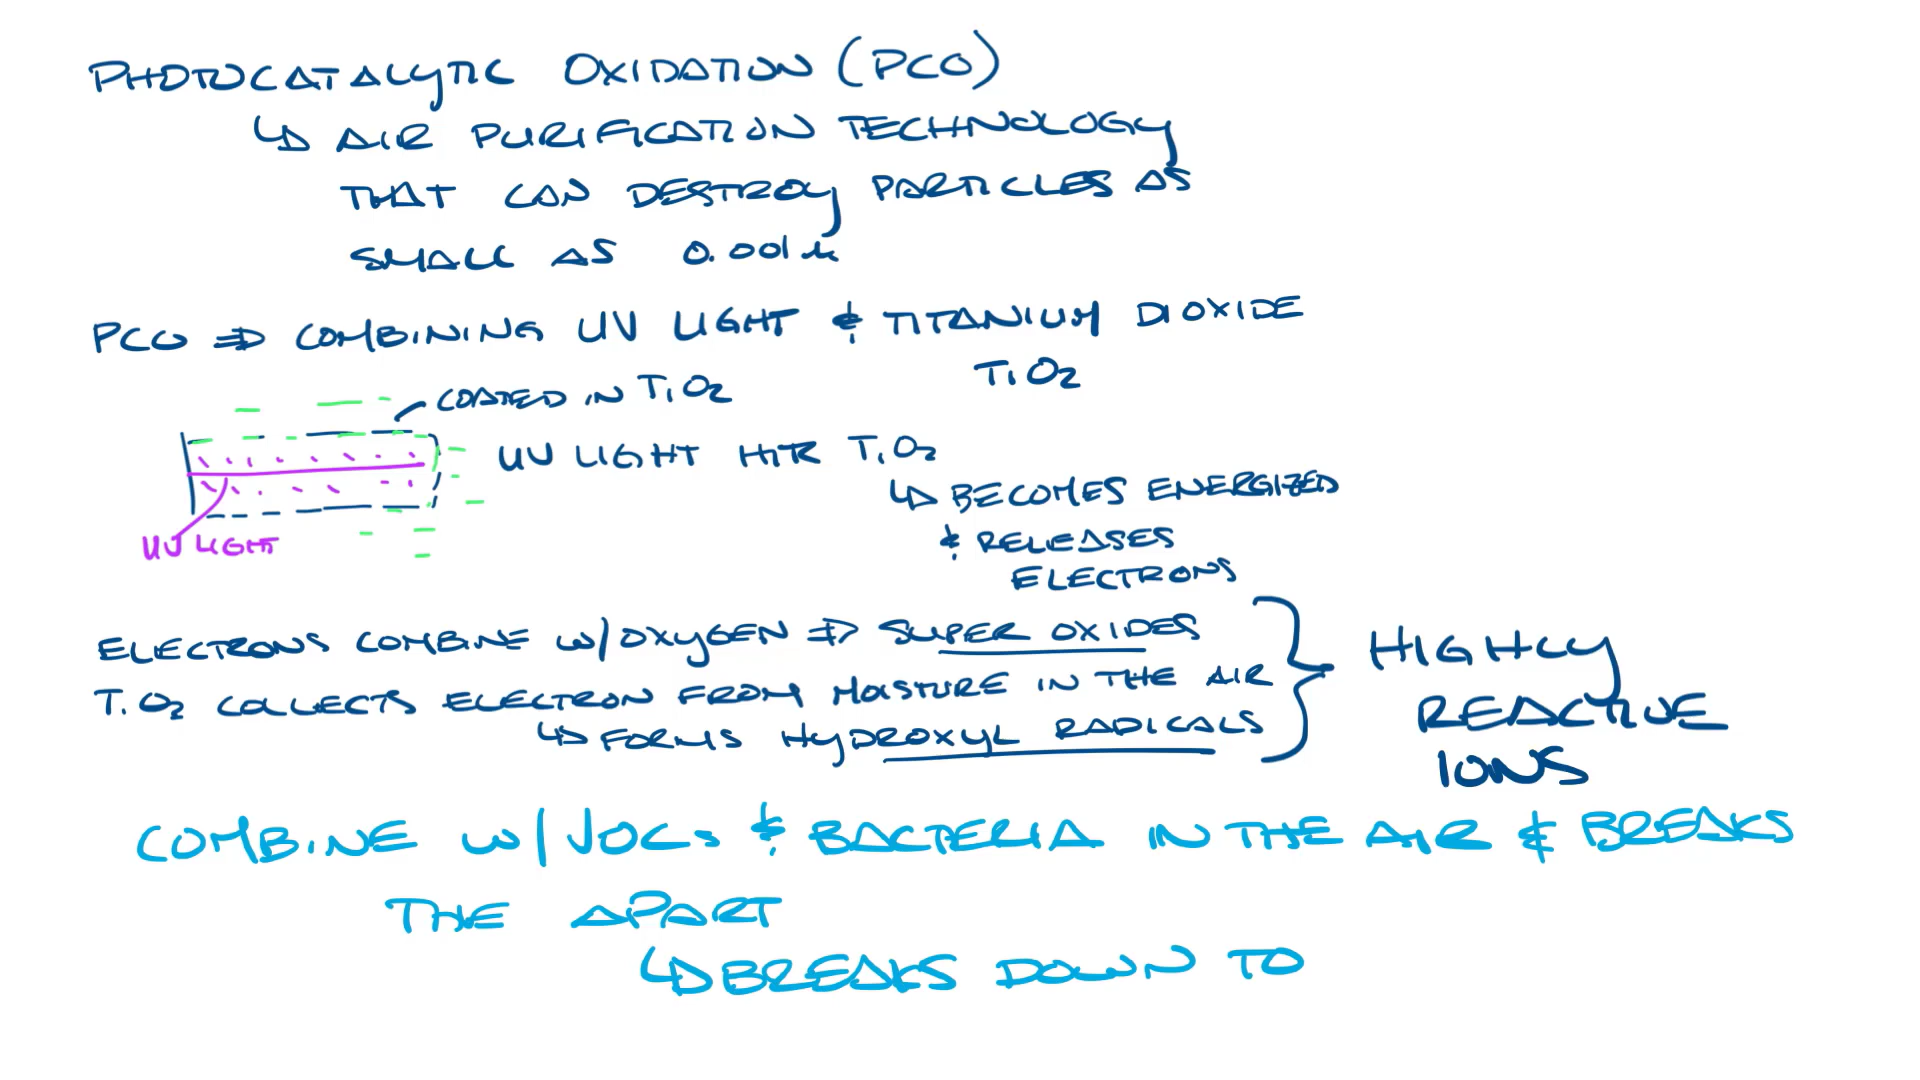 PHOTOCATALYTIC OXIDATION (PCO)
↳ AIR PURIFICATION TECHNOLOGY
THAT CAN DESTROY PARTICLES AS
SMALL AS 0.001 μ
PCO ⇒ COMBINING UV LIGHT & TITANIUM DIOXIDE
TiO2
COATED IN TiO2
UV LIGHT HITS TiO2
↳ BECOMES ENERGIZED
& RELEASES
ELECTRONS
UV LIGHT
ELECTRONS COMBINE W/OXYGEN ⇒ SUPER OXIDES
TiO2 COLLECTS ELECTRON FROM MOISTURE IN THE AIR
↳ FORMS HYDROXYL RADICALS
HIGHLY
REACTIVE
IONS
COMBINE W/VOCs & BACTERIA IN THE AIR & BREAKS
THE APART
↳ BREAKS DOWN TO